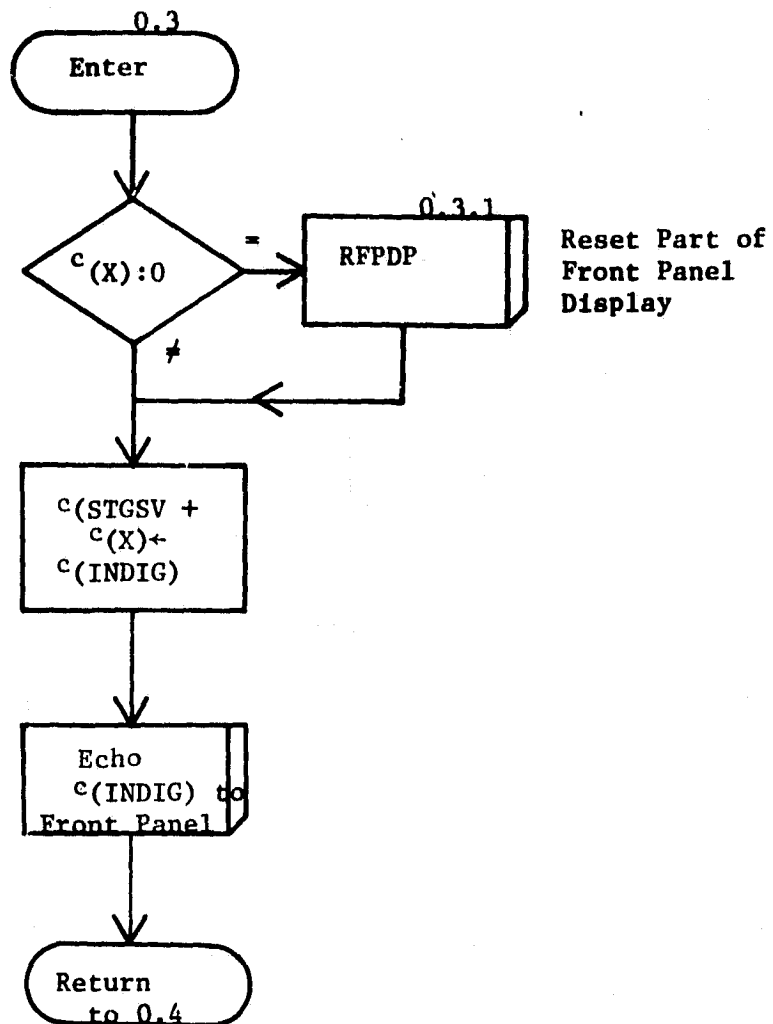 0.3
Enter
c(X):0
=
≠
0.3.1
RFPDP
Reset Part of
Front Panel
Display
c(STGSV +
c(X)←
c(INDIG)
Echo
c(INDIG) to
Front Panel
Return
to 0.4